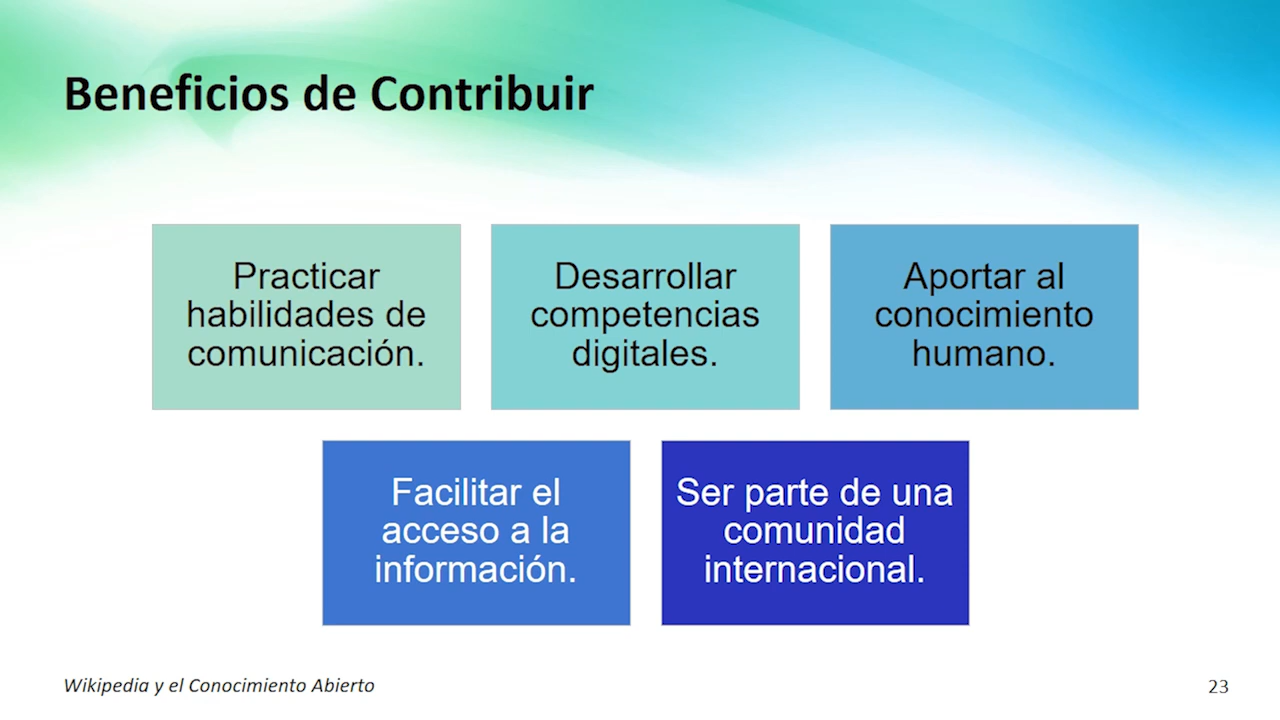 Beneficios de Contribuir
Practicar
habilidades de
comunicación.
Desarrollar
competencias
digitales.
Aportar al
conocimiento
humano.
Facilitar el
acceso a la
información.
Ser parte de una
comunidad
internacional.
Wikipedia y el Conocimiento Abierto
23